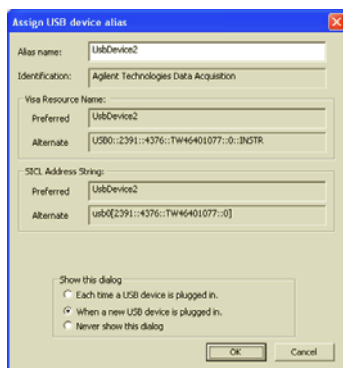 Assign USB device alias
Alias name: UsbDevice2
Identification: Agilent Technologies Data Acquisition
Visa Resource Name:
Preferred UsbDevice2
Alternate USB0::2391::4376::TW46401077::0::INSTR
SICL Address String:
Preferred UsbDevice2
Alternate usb0[2391::4376::TW46401077::0]
Show this dialog
Each time a USB device is plugged in.
When a new USB device is plugged in.
Never show this dialog
OK Cancel